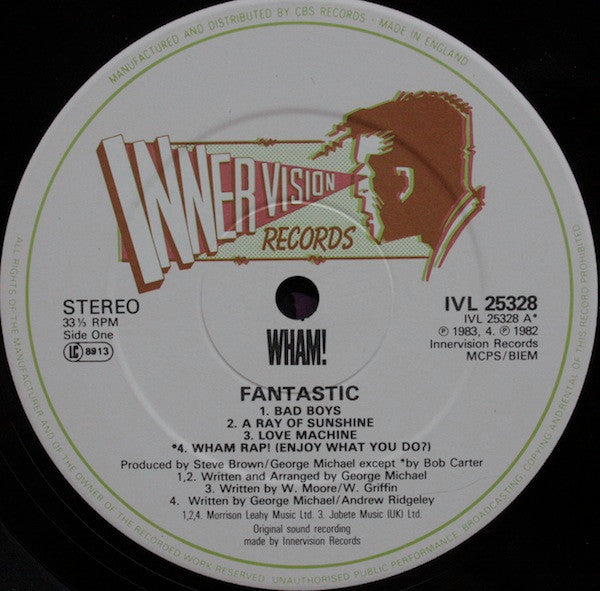 MANUFACTURED AND DISTRIBUTED BY CBS RECORDS · MADE IN ENGLAND
INNERVISION
RECORDS
STEREO
33⅓ RPM
Side One
LC 8913
IVL 25328
IVL 25328 A*
℗ 1983, 4. ℗ 1982
Innervision Records
MCPS/BIEM
WHAM!
FANTASTIC
1. BAD BOYS
2. A RAY OF SUNSHINE
3. LOVE MACHINE
*4. WHAM RAP! (ENJOY WHAT YOU DO?)
Produced by Steve Brown/George Michael except *by Bob Carter
1,2. Written and Arranged by George Michael
3. Written by W. Moore/W. Griffin
4. Written by George Michael/Andrew Ridgeley
1,2,4. Morrison Leahy Music Ltd. 3. Jobete Music (UK) Ltd.
Original sound recording
made by Innervision Records
ALL RIGHTS OF THE MANUFACTURER AND OF THE OWNER OF THE RECORDED WORK RESERVED. UNAUTHORISED PUBLIC PERFORMANCE, BROADCASTING, COPYING AND RENTAL OF THIS RECORD PROHIBITED